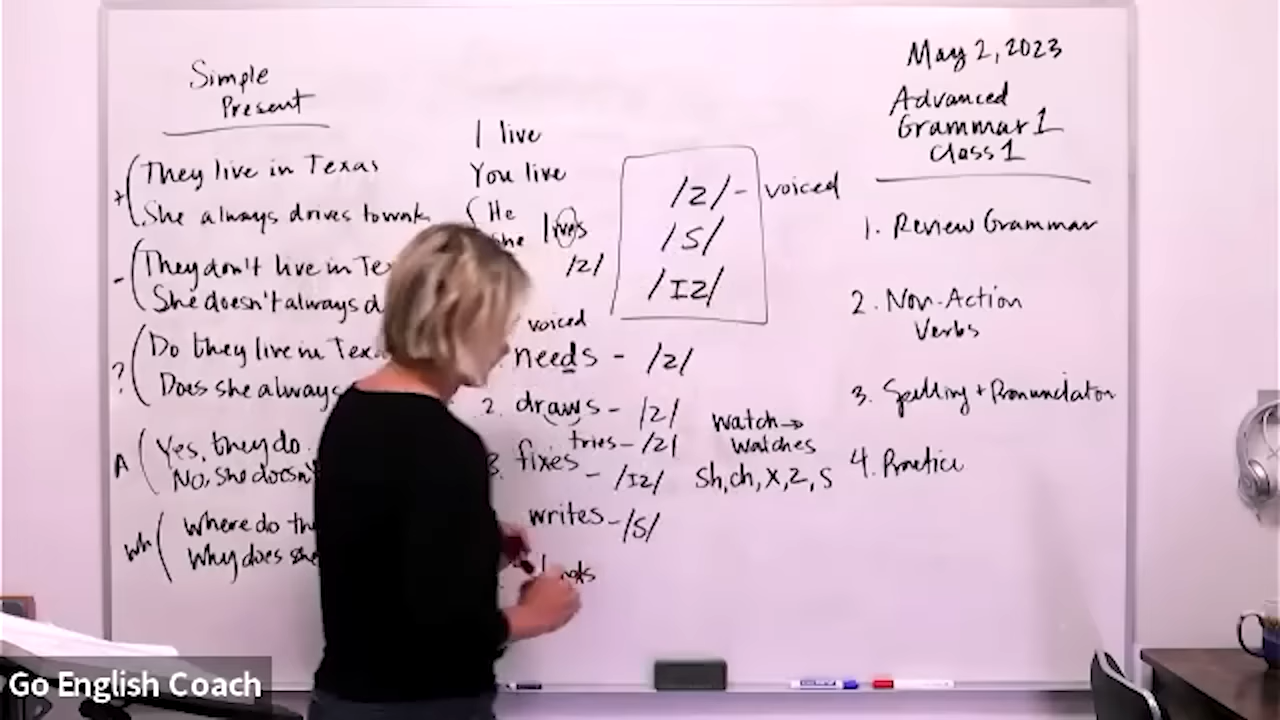 Simple
Present
+ They live in Texas
She always drives to work
- They don't live in
She doesn't always
? Do they live in
Does she always
A Yes, they do.
No, she doesn't
Wh Where do
Why does she
I live
You live
He
she lives
/z/
/z/ - voiced
/s/
/Iz/
voiced
needs - /z/
2. draws - /z/
tries - /z/
3. fixes - /Iz/
writes - /s/
watch →
watches
sh, ch, x, z, s
May 2, 2023
Advanced
Grammar 1
Class 1
1. Review Grammar
2. Non-Action
Verbs
3. Spelling + Pronunciation
4. Practice
Go English Coach